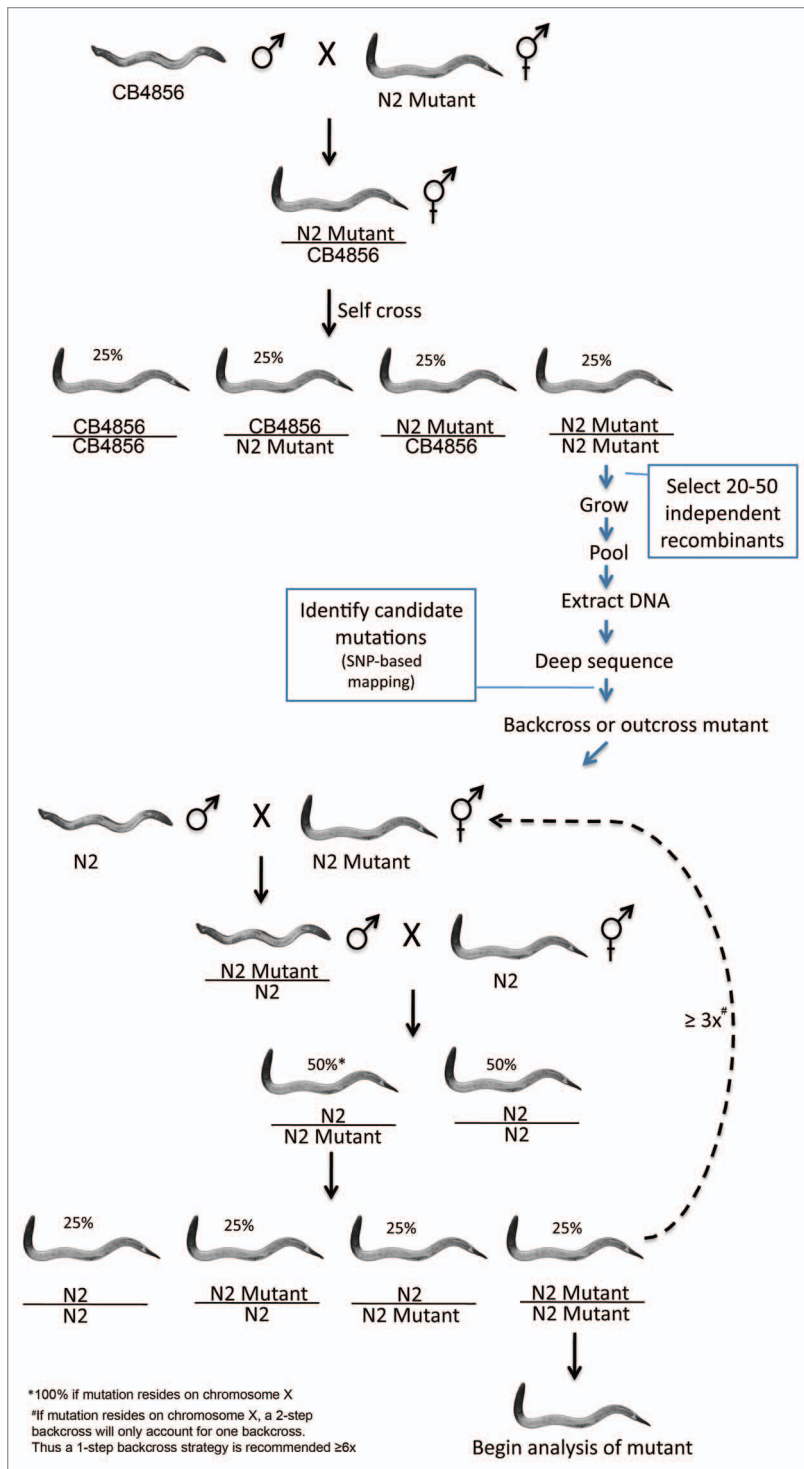 ♂ X ⚥
CB4856
N2 Mutant
⚥
N2 Mutant
CB4856
Self cross
25% 25% 25% 25%
CB4856
CB4856
CB4856
N2 Mutant
N2 Mutant
CB4856
N2 Mutant
N2 Mutant
Select 20-50
independent
recombinants
Grow
Pool
Extract DNA
Identify candidate
mutations
(SNP-based
mapping)
Deep sequence
Backcross or outcross mutant
♂ X ⚥
N2
N2 Mutant
♂ X ⚥
N2 Mutant
N2
N2
≥ 3x#
50%* 50%
N2
N2 Mutant
N2
N2
25% 25% 25% 25%
N2
N2
N2 Mutant
N2
N2
N2 Mutant
N2 Mutant
N2 Mutant
*100% if mutation resides on chromosome X
#If mutation resides on chromosome X, a 2-step
backcross will only account for one backcross.
Thus a 1-step backcross strategy is recommended ≥6x
Begin analysis of mutant